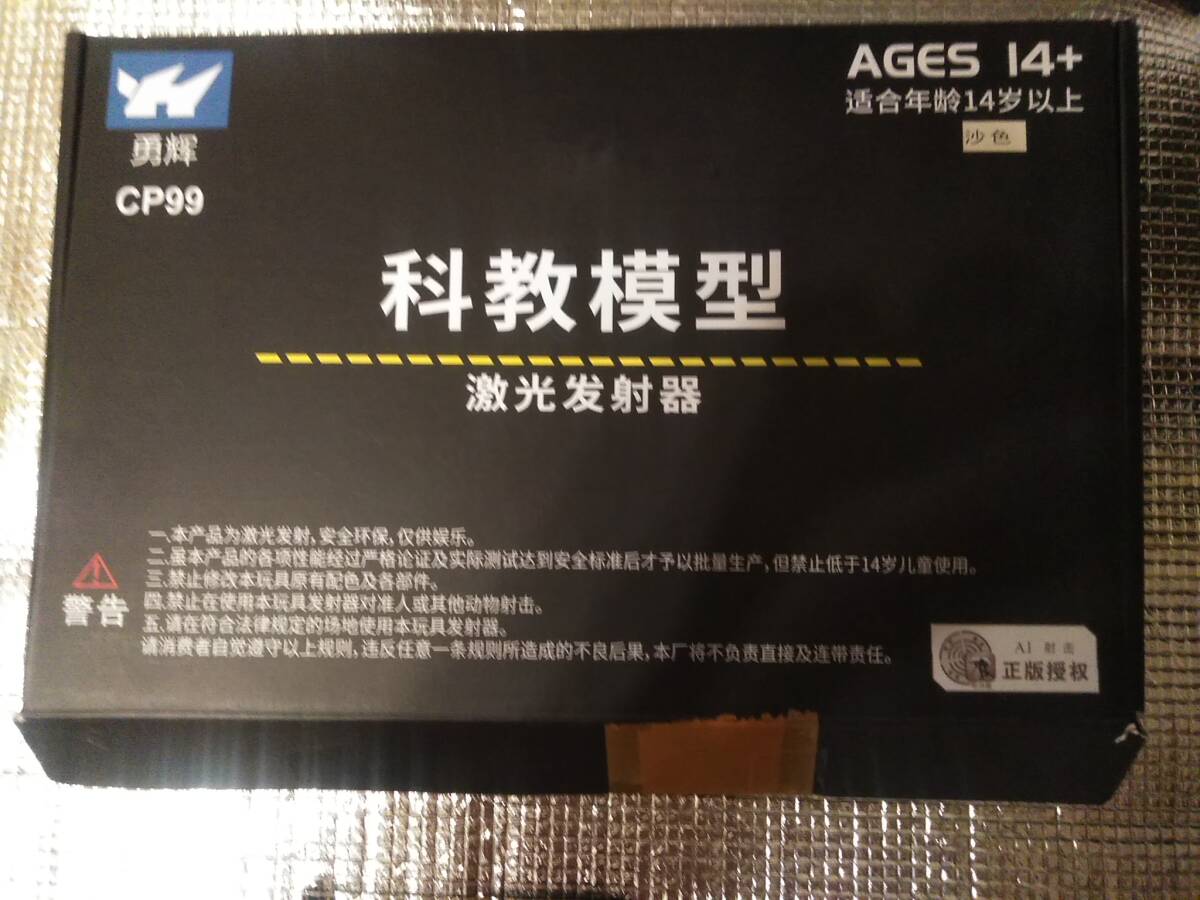 AGES 14+
适合年龄14岁以上
沙色
勇辉
CP99
科教模型
激光发射器
警告
一.本产品为激光发射,安全环保,仅供娱乐。
二.虽本产品的各项性能经过严格论证及实际测试达到安全标准后才予以批量生产,但禁止低于14岁儿童使用。
三.禁止修改本玩具原有配色及各部件。
四.禁止在使用本玩具发射器对准人或其他动物射击。
五.请在符合法律规定的场地使用本玩具发射器。
请消费者自觉遵守以上规则,违反任意一条规则所造成的不良后果,本厂将不负责直接及连带责任。
AI 射击
正版授权